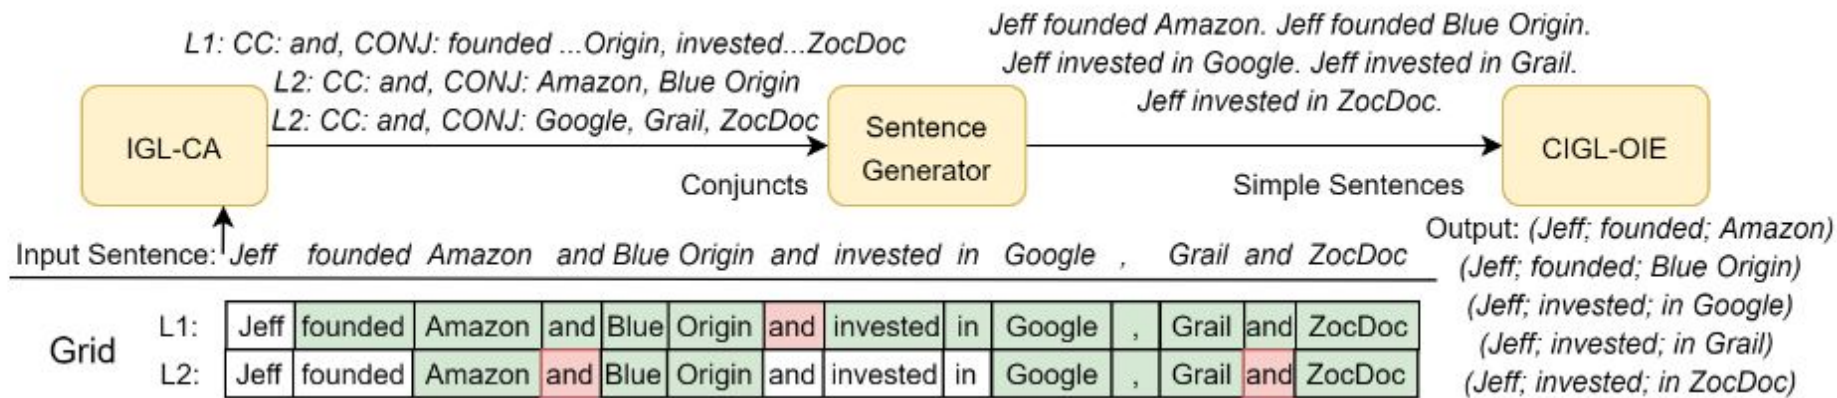 L1: CC: and, CONJ: founded ...Origin, invested...ZocDoc
L2: CC: and, CONJ: Amazon, Blue Origin
L2: CC: and, CONJ: Google, Grail, ZocDoc
Jeff founded Amazon. Jeff founded Blue Origin.
Jeff invested in Google. Jeff invested in Grail.
Jeff invested in ZocDoc.
IGL-CA
Conjuncts
Sentence
Generator
Simple Sentences
CIGL-OIE
Input Sentence: Jeff founded Amazon and Blue Origin and invested in Google , Grail and ZocDoc
Output: (Jeff; founded; Amazon)
(Jeff; founded; Blue Origin)
(Jeff; invested; in Google)
(Jeff; invested; in Grail)
(Jeff; invested; in ZocDoc)
Grid
L1: Jeff founded Amazon and Blue Origin and invested in Google , Grail and ZocDoc
L2: Jeff founded Amazon and Blue Origin and invested in Google , Grail and ZocDoc